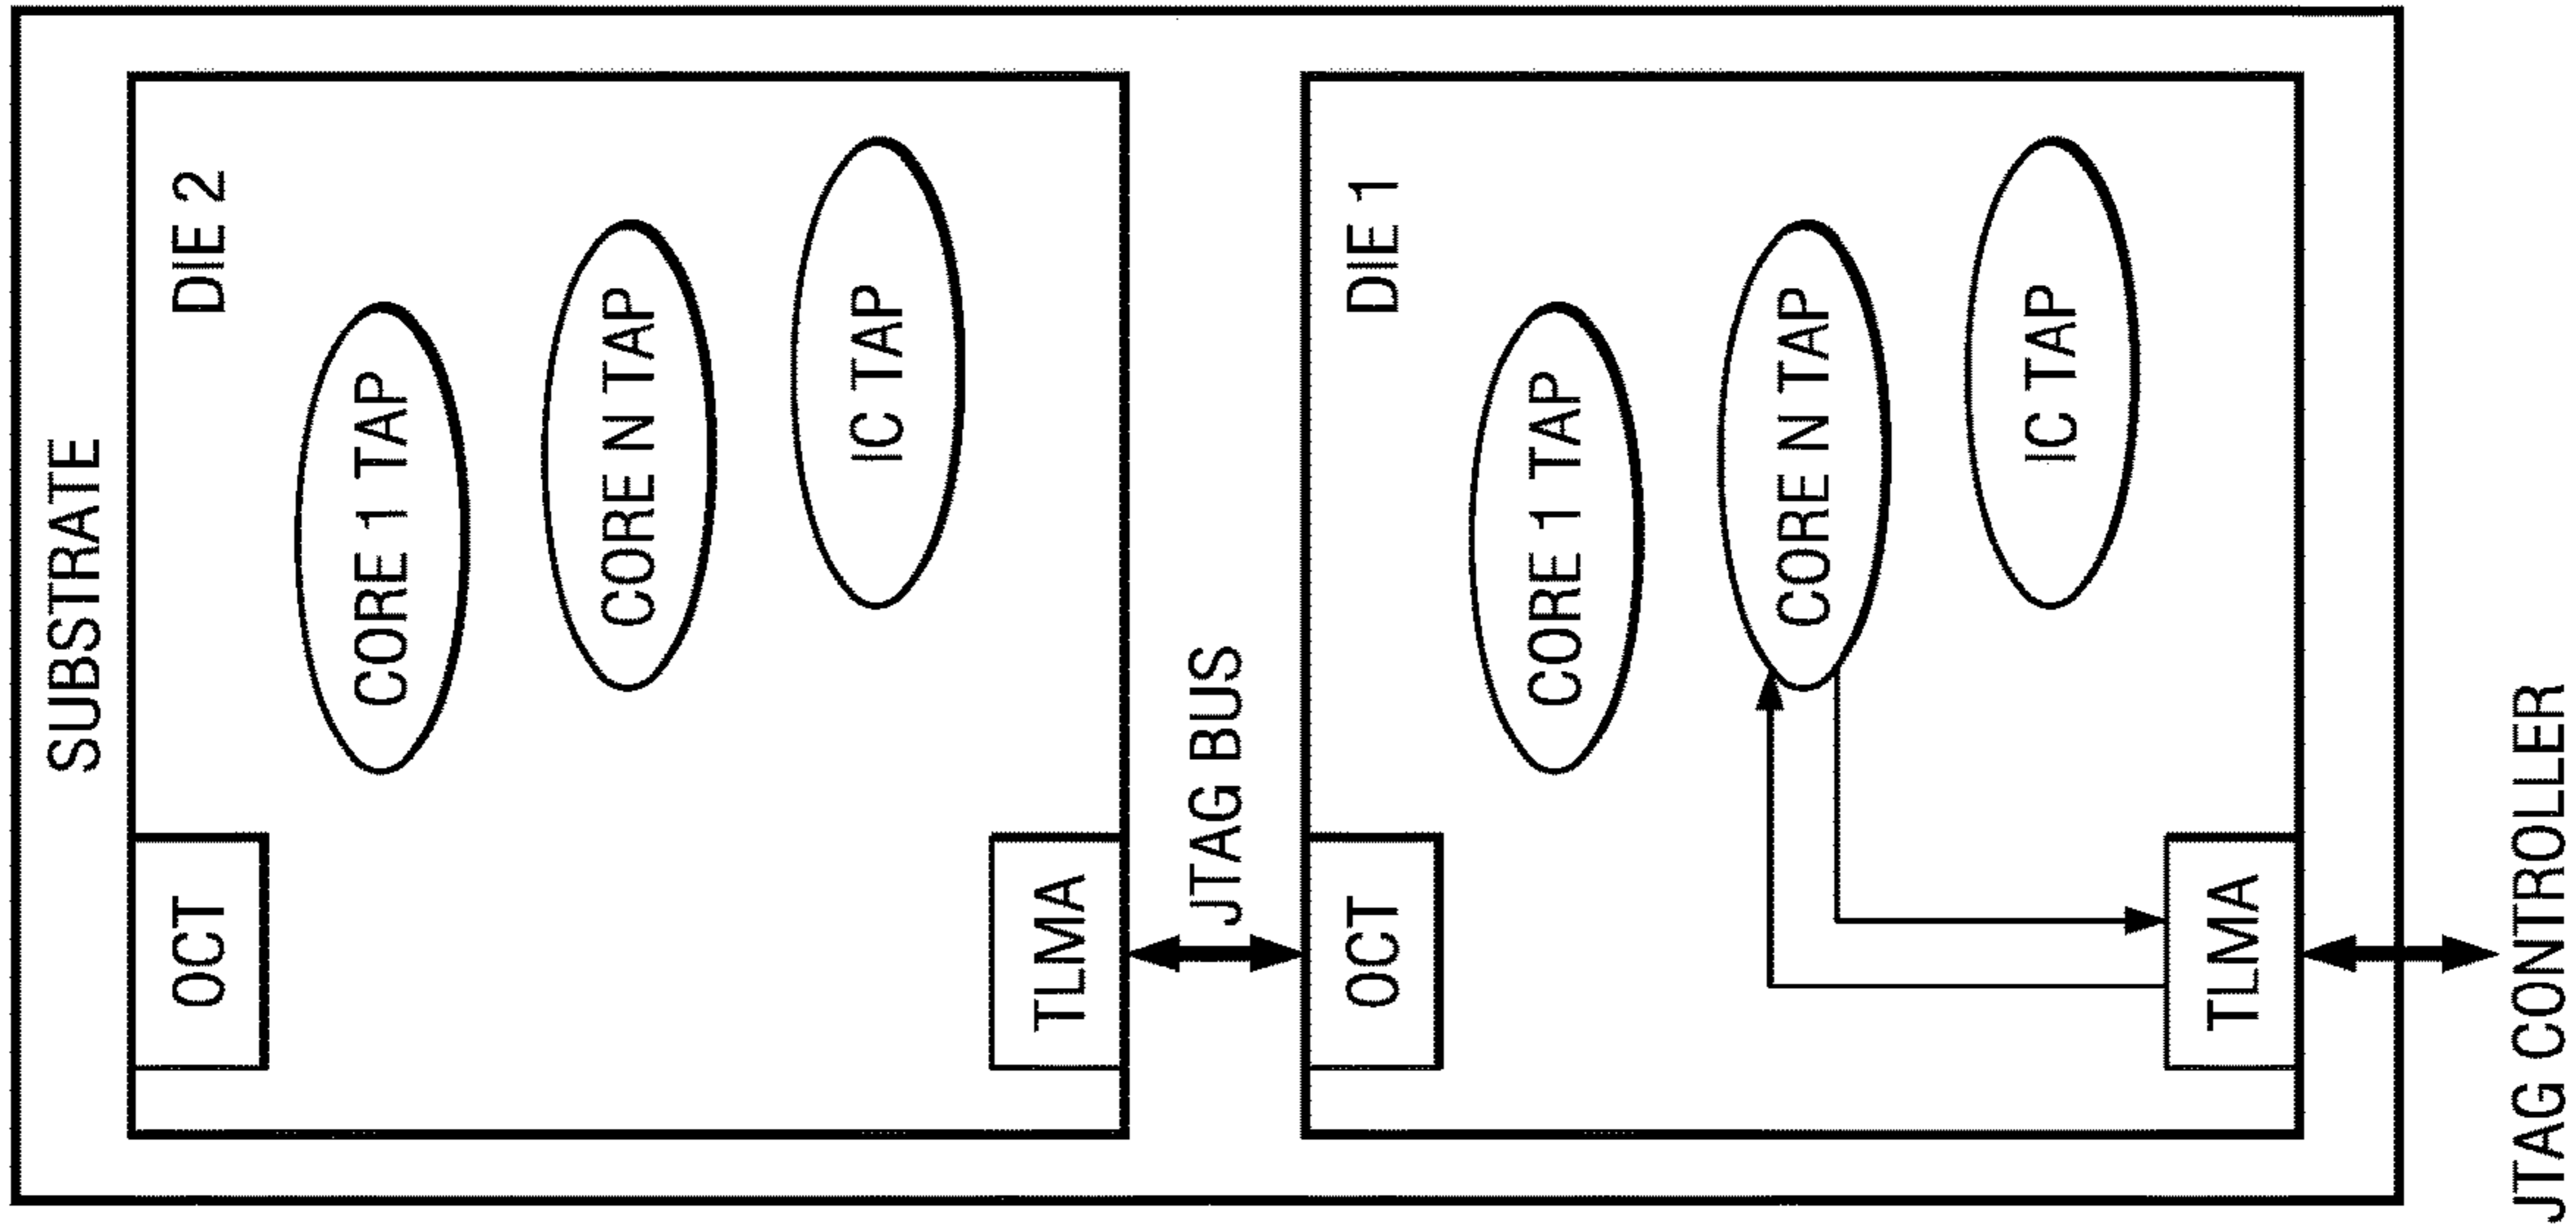 SUBSTRATE
OCT
DIE 2
CORE 1 TAP
CORE N TAP
IC TAP
TLMA
JTAG BUS
OCT
DIE 1
CORE 1 TAP
CORE N TAP
IC TAP
TLMA
JTAG CONTROLLER